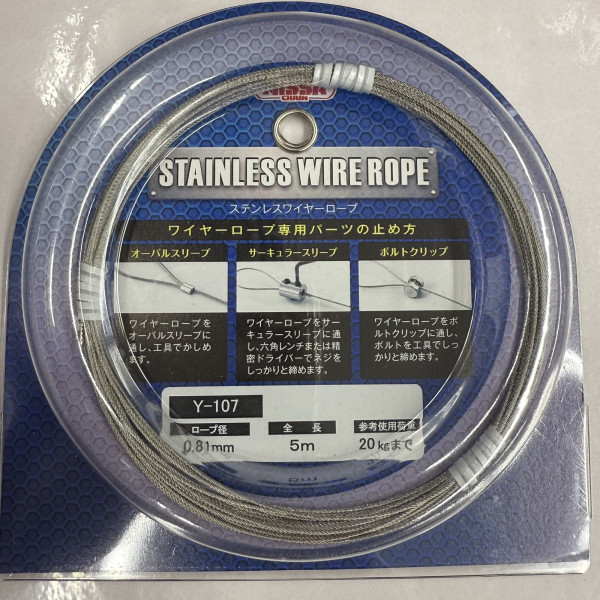 NISSA
CHAIN
STAINLESS WIRE ROPE
ステンレスワイヤーロープ
ワイヤーロープ専用パーツの止め方
オーバルスリーブ
ワイヤーロープを
オーバルスリーブに
通し、工具でかしめ
ます。
サーキュラースリーブ
ワイヤーロープをサー
キュラースリーブに通
し、六角レンチまたは精
密ドライバーでネジを
しっかりと締めます。
ボルトクリップ
ワイヤーロープをボ
ルトクリップに通し、
ボルトを工具でしっ
かりと締めます。
Y-107
ロープ径
0.81mm
全長
5m
参考使用荷重
20kgまで